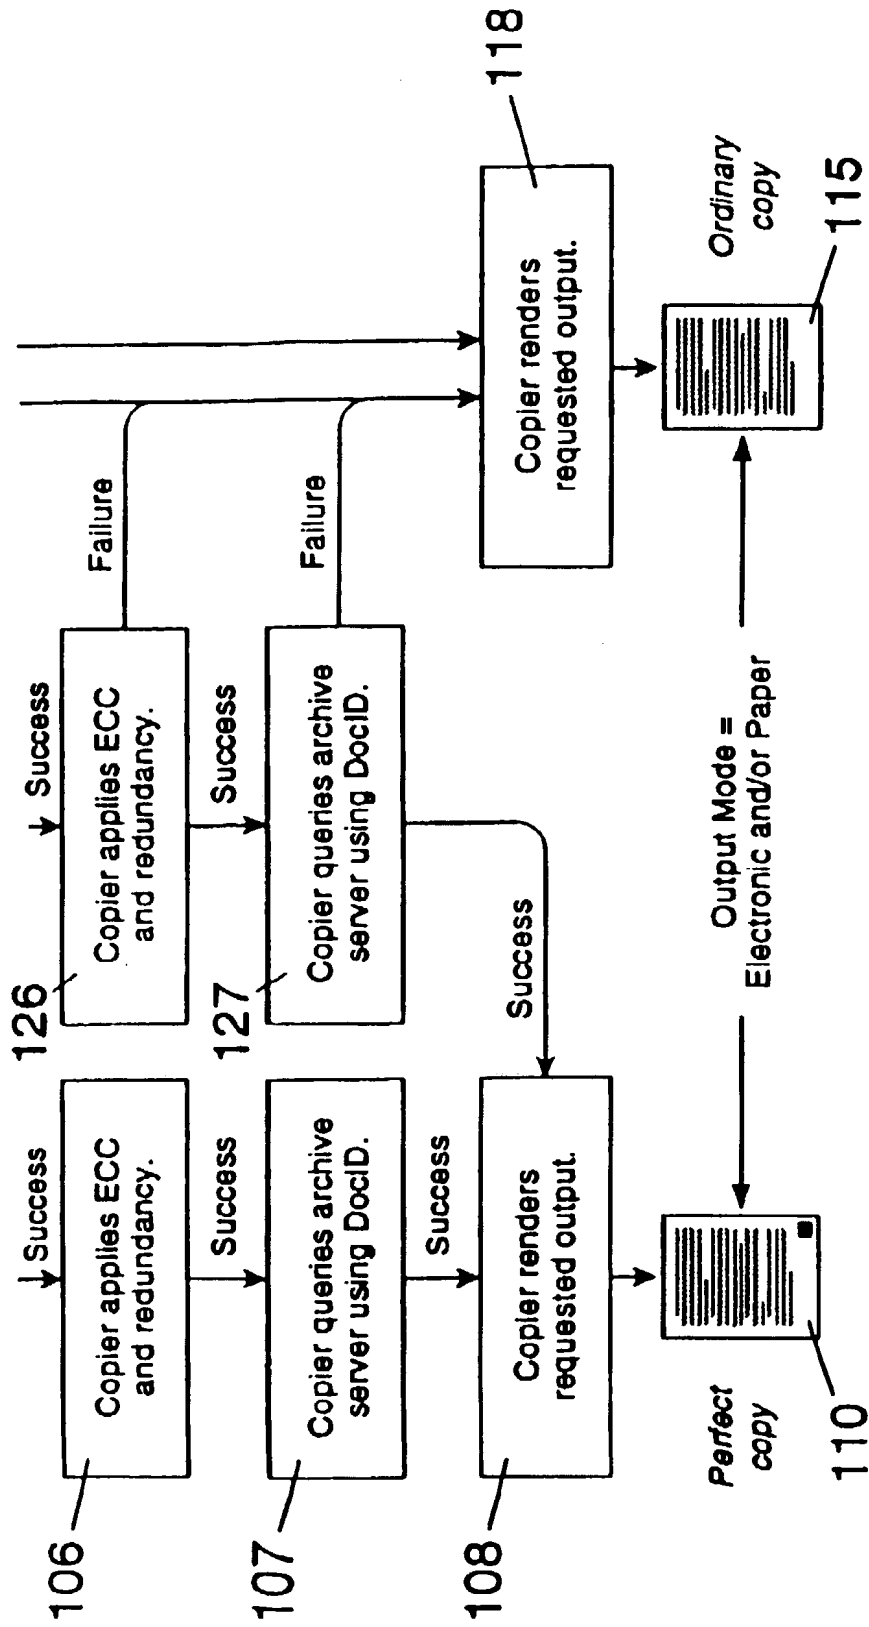 Success
106
Copier applies ECC
and redundancy.
Success
126
Copier applies ECC
and redundancy.
Failure
Success
Success
107
Copier queries archive
server using DocID.
127
Copier queries archive
server using DocID.
Failure
Success
Success
108
Copier renders
requested output.
118
Copier renders
requested output.
Perfect
copy
110
Output Mode =
Electronic and/or Paper
Ordinary
copy
115